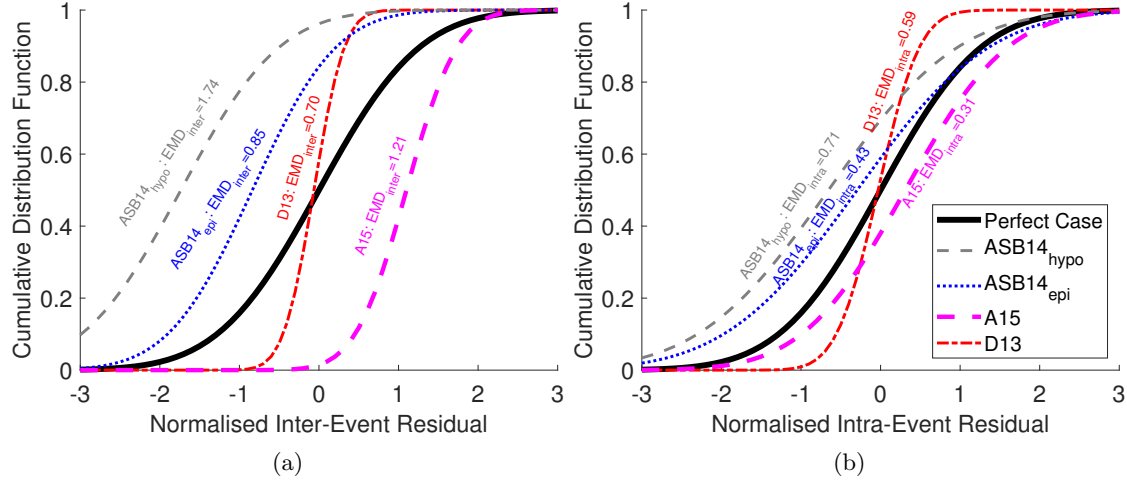 Cumulative Distribution Function
1
0.8
0.6
0.4
0.2
0
ASB14hypo: EMDinter=1.74
ASB14epi: EMDinter=0.85
D13: EMDinter=0.70
A15: EMDinter=1.21
-3 -2 -1 0 1 2 3
Normalised Inter-Event Residual
(a)
Cumulative Distribution Function
1
0.8
0.6
0.4
0.2
0
ASB14hypo: EMDintra=0.71
ASB14epi: EMDintra=0.43
D13: EMDintra=0.59
A15: EMDintra=0.31
Perfect Case
ASB14hypo
ASB14epi
A15
D13
-3 -2 -1 0 1 2 3
Normalised Intra-Event Residual
(b)